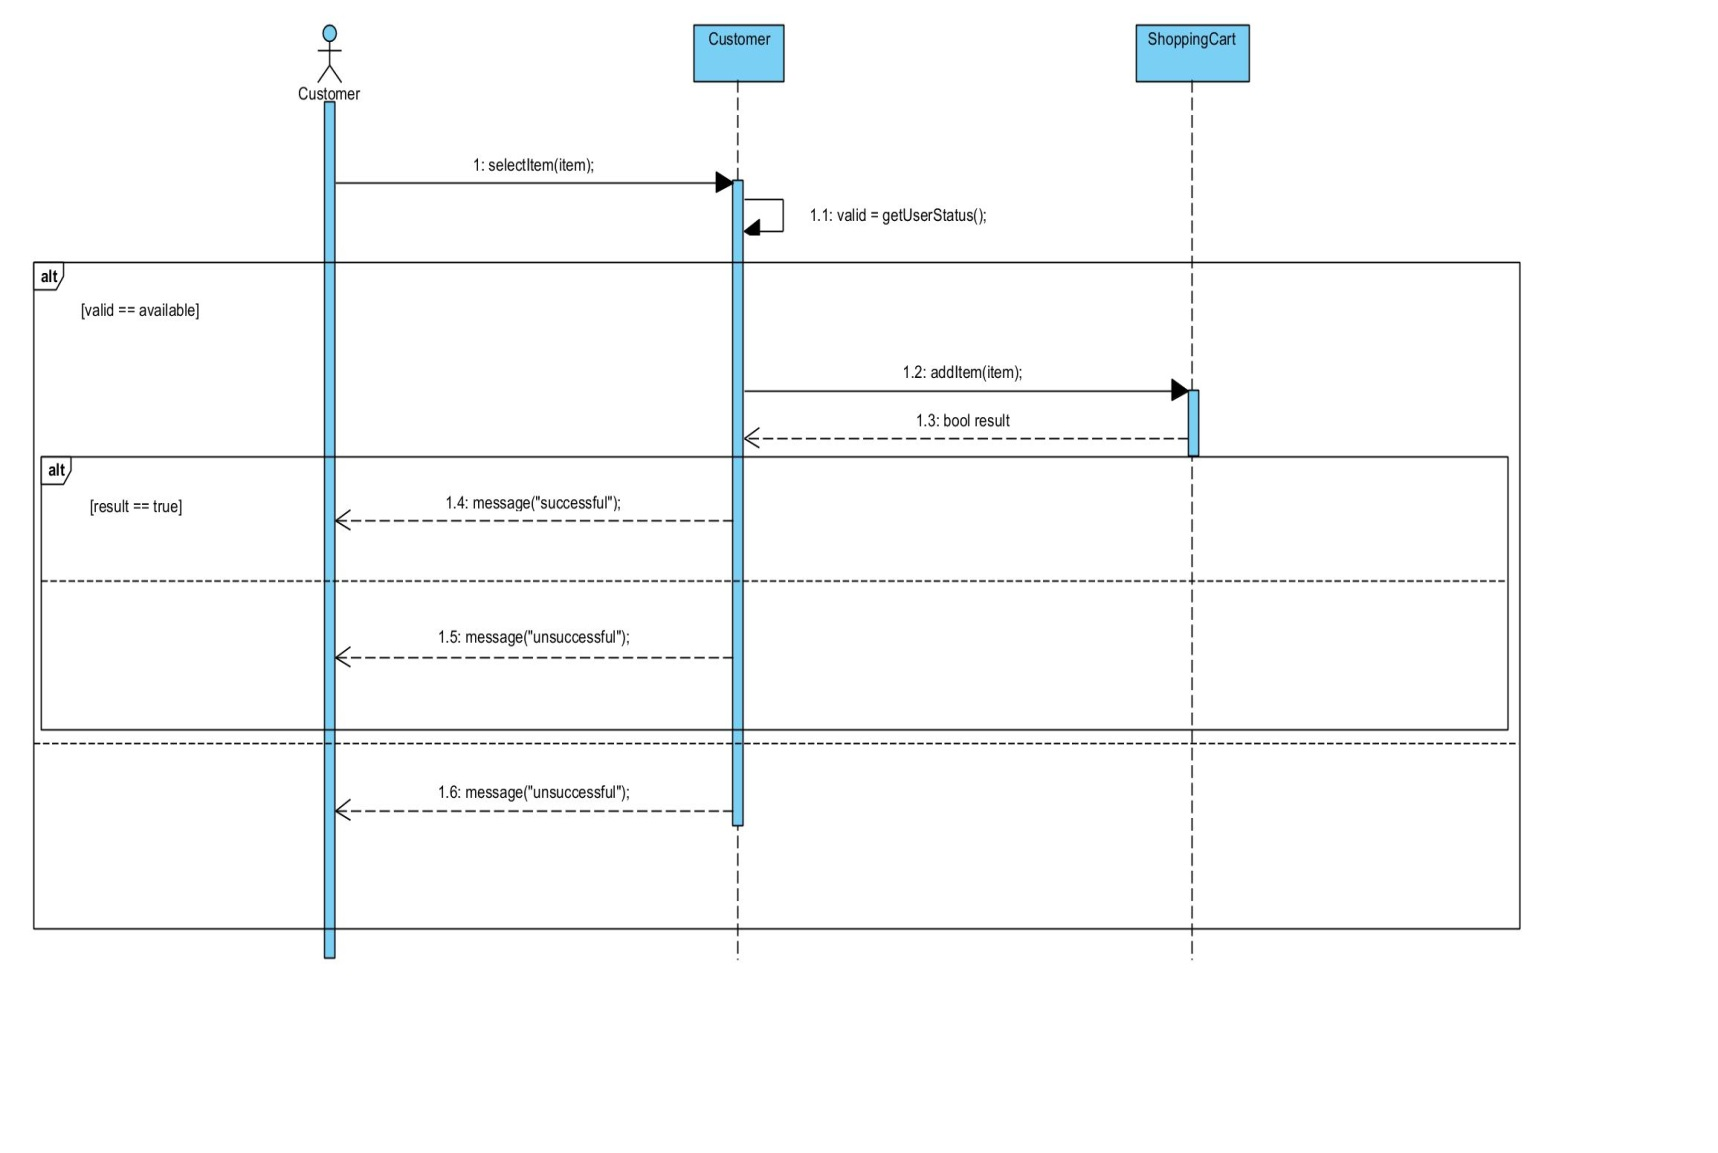 Customer
Customer
ShoppingCart
1: selectItem(item);
1.1: valid = getUserStatus();
alt
[valid == available]
1.2: addItem(item);
1.3: bool result
alt
[result == true]
1.4: message("successful");
1.5: message("unsuccessful");
1.6: message("unsuccessful");